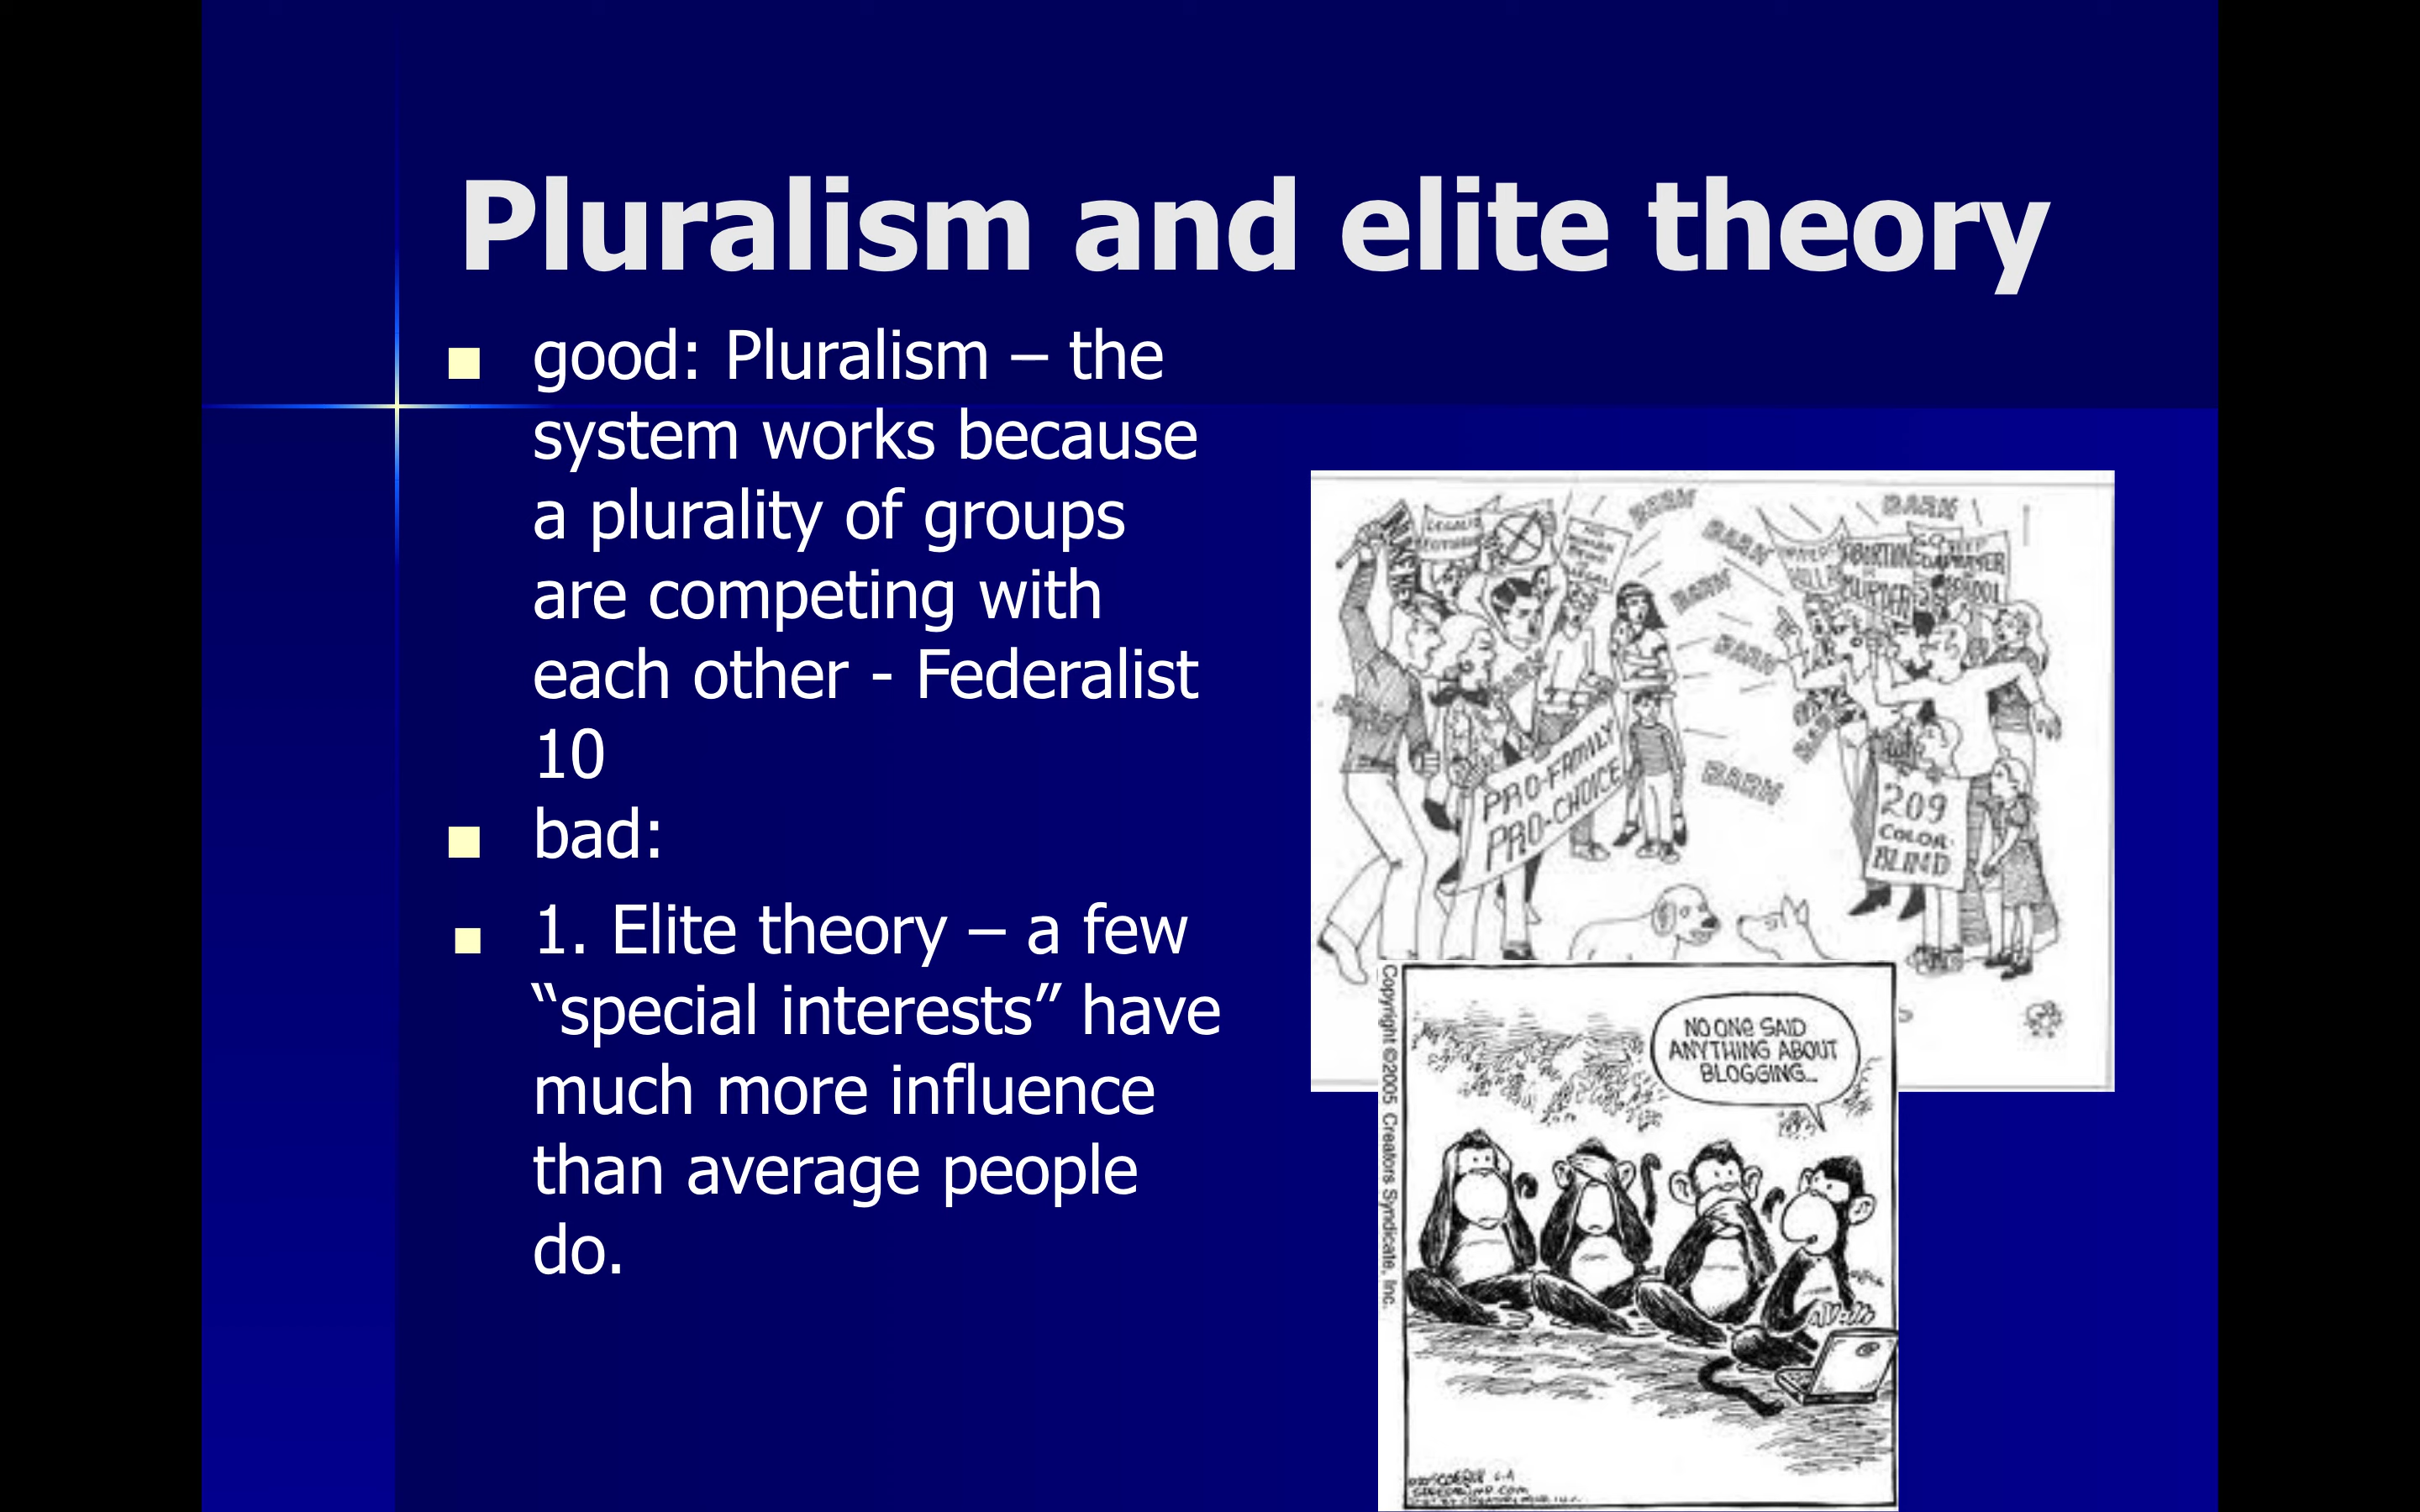 Pluralism and elite theory
good: Pluralism – the
system works because
a plurality of groups
are competing with
each other - Federalist
10
bad:
1. Elite theory – a few
“special interests” have
much more influence
than average people
do.
BARK
BARK
BARK
BARK
BARK
BARK
PRO-FAMILY
PRO-CHOICE
ABORTION
MURDER
209
COLOR-
BLIND
Copyright ©2005 Creators Syndicate, Inc.
NO ONE SAID
ANYTHING ABOUT
BLOGGING...